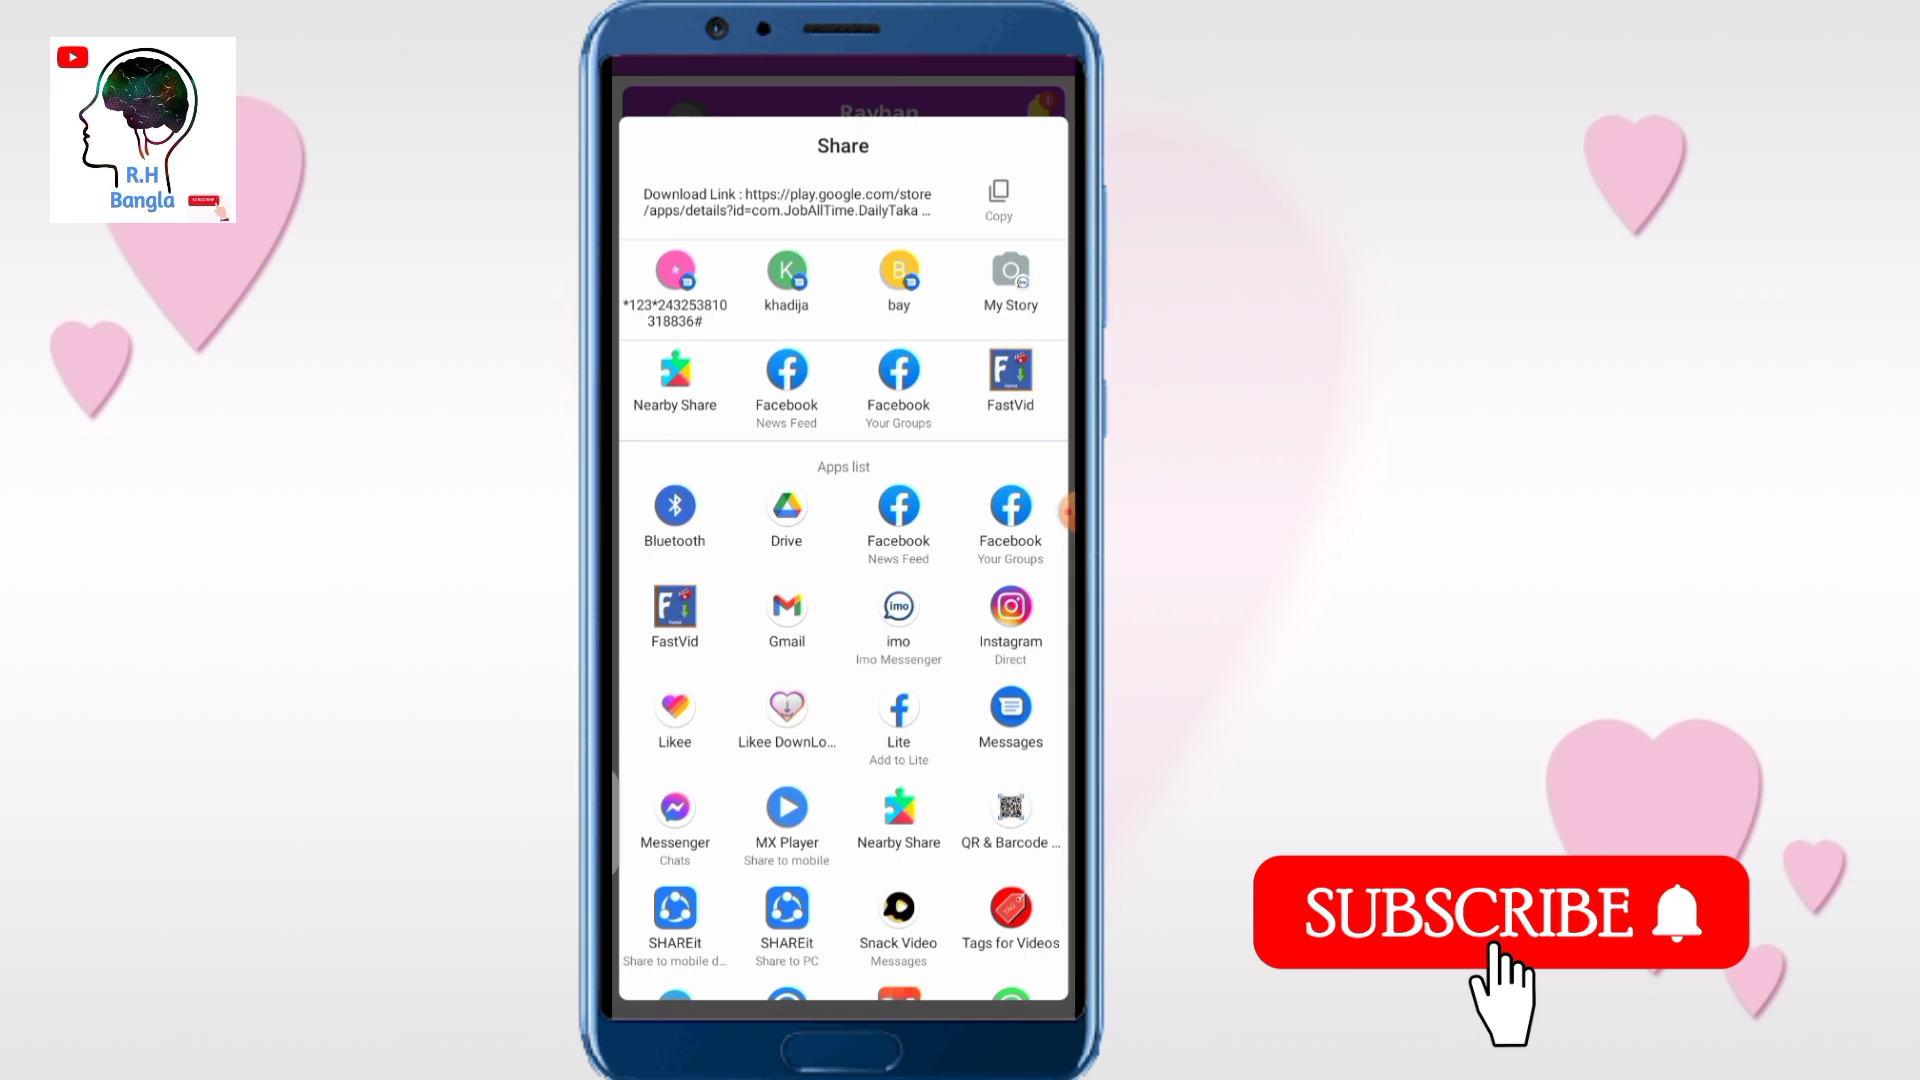 R.H
Bangla
SUBSCRIBE
Rayhan
1
Share
Download Link : https://play.google.com/store
/apps/details?id=com.JobAllTime.DailyTaka ...
Copy
*123*243253810
318836#
K
khadija
B
bay
My Story
Nearby Share
Facebook
News Feed
Facebook
Your Groups
F
FastVid
Apps list
Bluetooth
Drive
Facebook
News Feed
Facebook
Your Groups
F
FastVid
Gmail
imo
imo
Imo Messenger
Instagram
Direct
Likee
Likee DownLo...
Lite
Add to Lite
Messages
Messenger
Chats
MX Player
Share to mobile
Nearby Share
QR & Barcode ...
SHAREit
Share to mobile d...
SHAREit
Share to PC
Snack Video
Messages
TAG
Tags for Videos
SUBSCRIBE